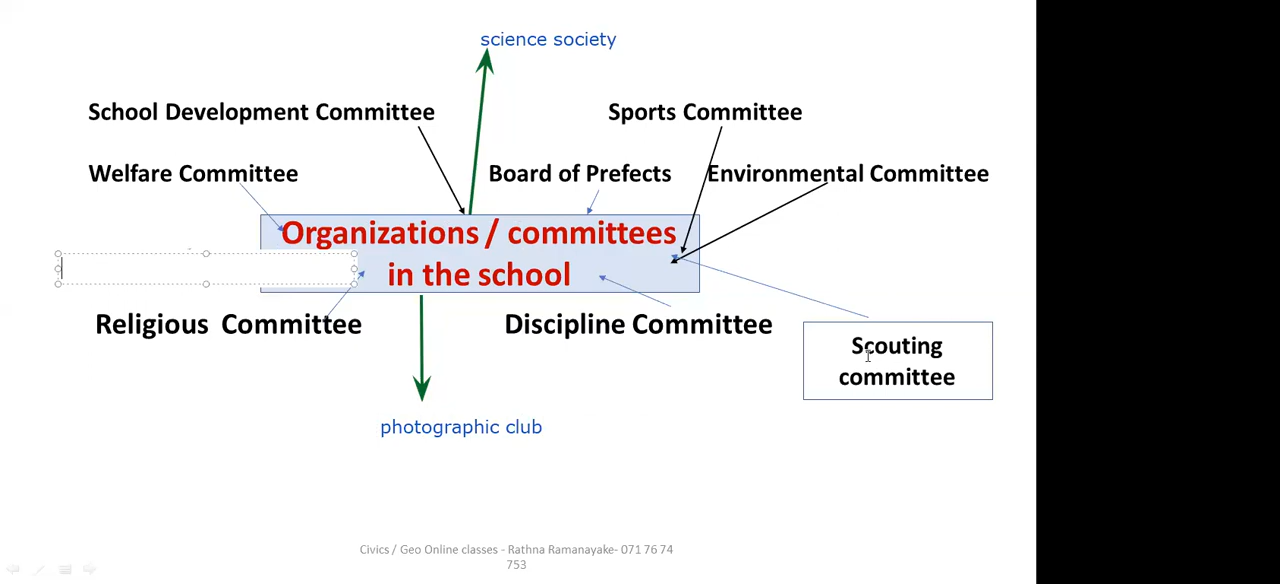 science society
School Development Committee
Sports Committee
Welfare Committee
Board of Prefects
Environmental Committee
Organizations / committees
in the school
Religious Committee
Discipline Committee
Scouting
committee
photographic club
Civics / Geo Online classes - Rathna Ramanayake- 071 76 74
753